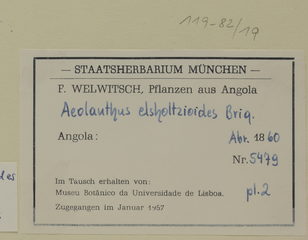 119-82/19
— STAATSHERBARIUM MÜNCHEN —
F. WELWITSCH, Pflanzen aus Angola
Aeolanthus elsholtzioides Briq.
Angola: Abr. 1860
Nr. 5479
Im Tausch erhalten von:
Museu Botânico da Universidade de Lisboa.
pl. 2
Zugegangen im Januar 1957